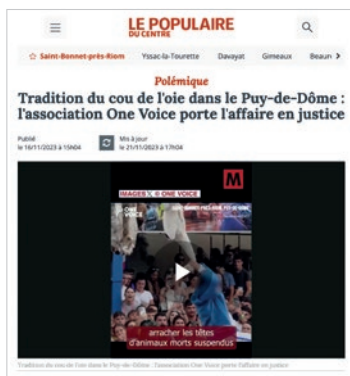 LE POPULAIRE
DU CENTRE
Saint-Bonnet-près-Riom Yssac-la-Tourette Davayat Gimeaux Beaun
Polémique
Tradition du cou de l'oie dans le Puy-de-Dôme :
l'association One Voice porte l'affaire en justice
Publié
le 16/11/2023 à 15h04
Mis à jour
le 21/11/2023 à 17h04
M
IMAGES X © ONE VOICE
arracher les têtes
d'animaux morts suspendus
Tradition du cou de l'oie dans le Puy-de-Dôme : l'association One Voice porte l'affaire en justice